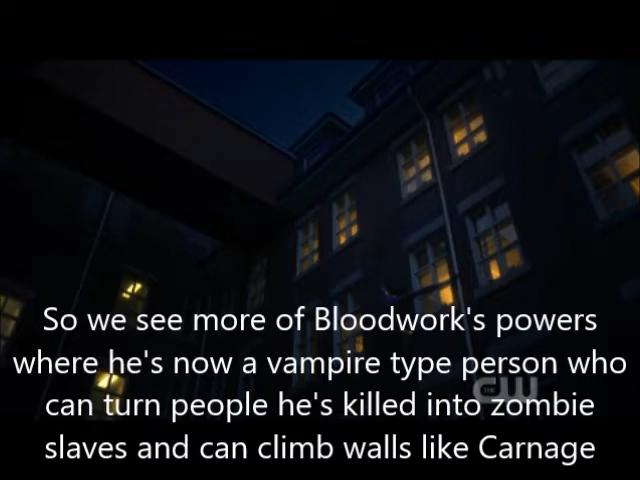 So we see more of Bloodwork's powers
where he's now a vampire type person who
can turn people he's killed into zombie
slaves and can climb walls like Carnage
CW